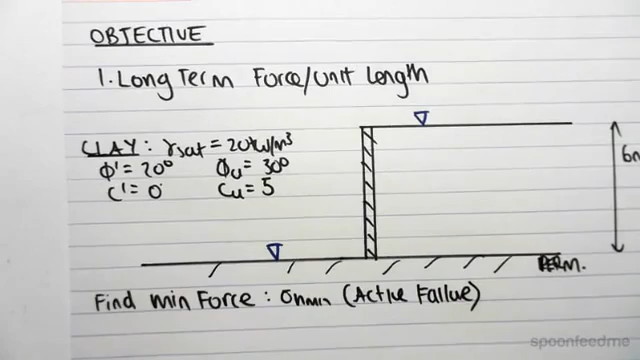 OBJECTIVE
1. Long Term Force/unit Length
CLAY: γsat = 20kN/m³
φ' = 20° φu = 30°
c' = 0 Cu = 5
6m
PERM.
Find min Force: σhmin (Active Failue)
spoonfeedme